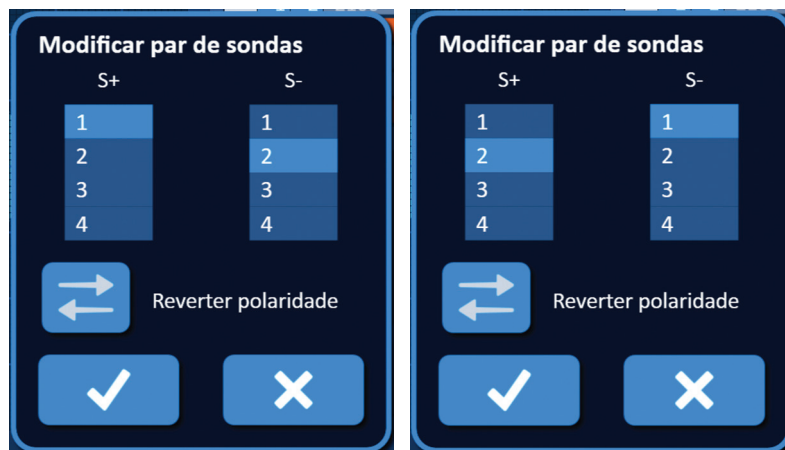 Modificar par de sondas
S+ S-
1 1
2 2
3 3
4 4
Reverter polaridade
Modificar par de sondas
S+ S-
1 1
2 2
3 3
4 4
Reverter polaridade